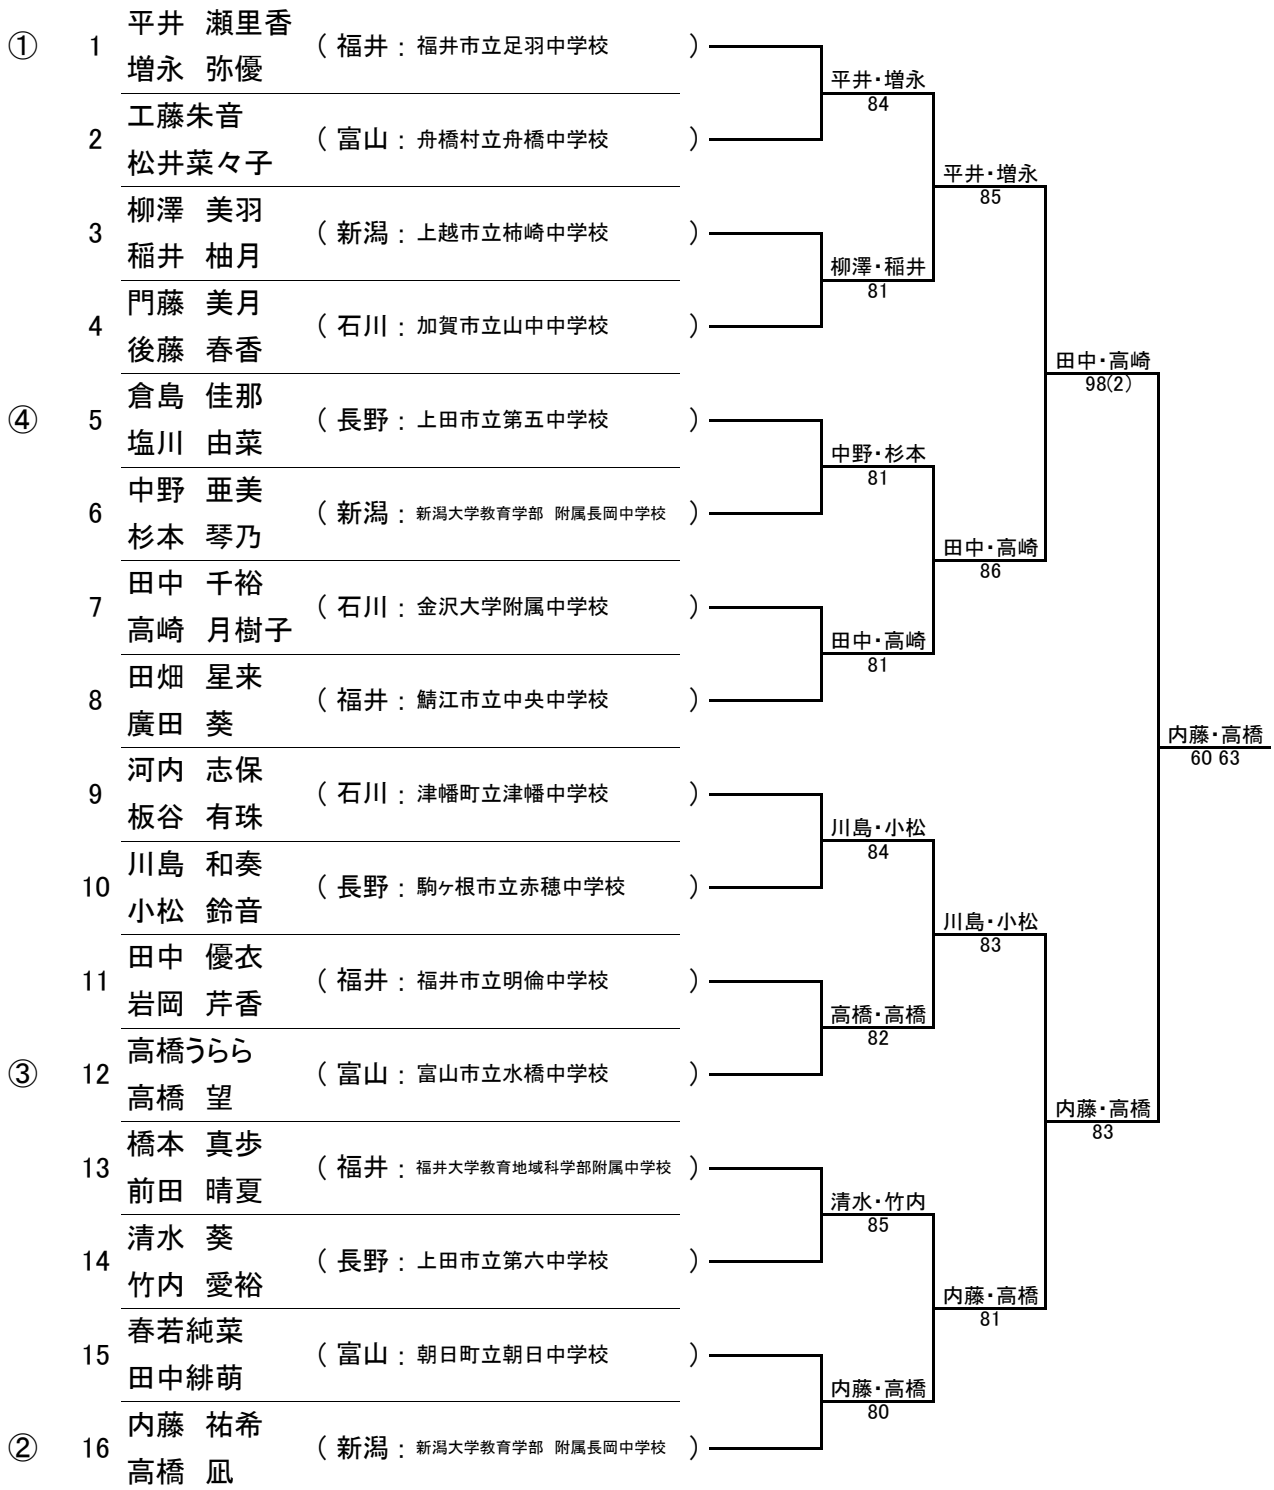 ① 1 平井 瀬里香
増永 弥優
( 福井 : 福井市立足羽中学校 )
2 工藤朱音
松井菜々子
( 富山 : 舟橋村立舟橋中学校 )
3 柳澤 美羽
稲井 柚月
( 新潟 : 上越市立柿崎中学校 )
4 門藤 美月
後藤 春香
( 石川 : 加賀市立山中中学校 )
④ 5 倉島 佳那
塩川 由菜
( 長野 : 上田市立第五中学校 )
6 中野 亜美
杉本 琴乃
( 新潟 : 新潟大学教育学部 附属長岡中学校 )
7 田中 千裕
高崎 月樹子
( 石川 : 金沢大学附属中学校 )
8 田畑 星来
廣田 葵
( 福井 : 鯖江市立中央中学校 )
9 河内 志保
板谷 有珠
( 石川 : 津幡町立津幡中学校 )
10 川島 和奏
小松 鈴音
( 長野 : 駒ヶ根市立赤穂中学校 )
11 田中 優衣
岩岡 芹香
( 福井 : 福井市立明倫中学校 )
③ 12 高橋うらら
高橋 望
( 富山 : 富山市立水橋中学校 )
13 橋本 真歩
前田 晴夏
( 福井 : 福井大学教育地域科学部附属中学校 )
14 清水 葵
竹内 愛裕
( 長野 : 上田市立第六中学校 )
15 春若純菜
田中緋萌
( 富山 : 朝日町立朝日中学校 )
② 16 内藤 祐希
高橋 凪
( 新潟 : 新潟大学教育学部 附属長岡中学校 )
平井・増永
84
柳澤・稲井
81
中野・杉本
81
田中・高崎
81
川島・小松
84
高橋・高橋
82
清水・竹内
85
内藤・高橋
80
平井・増永
85
田中・高崎
86
川島・小松
83
内藤・高橋
81
田中・高崎
98(2)
内藤・高橋
83
内藤・高橋
60 63